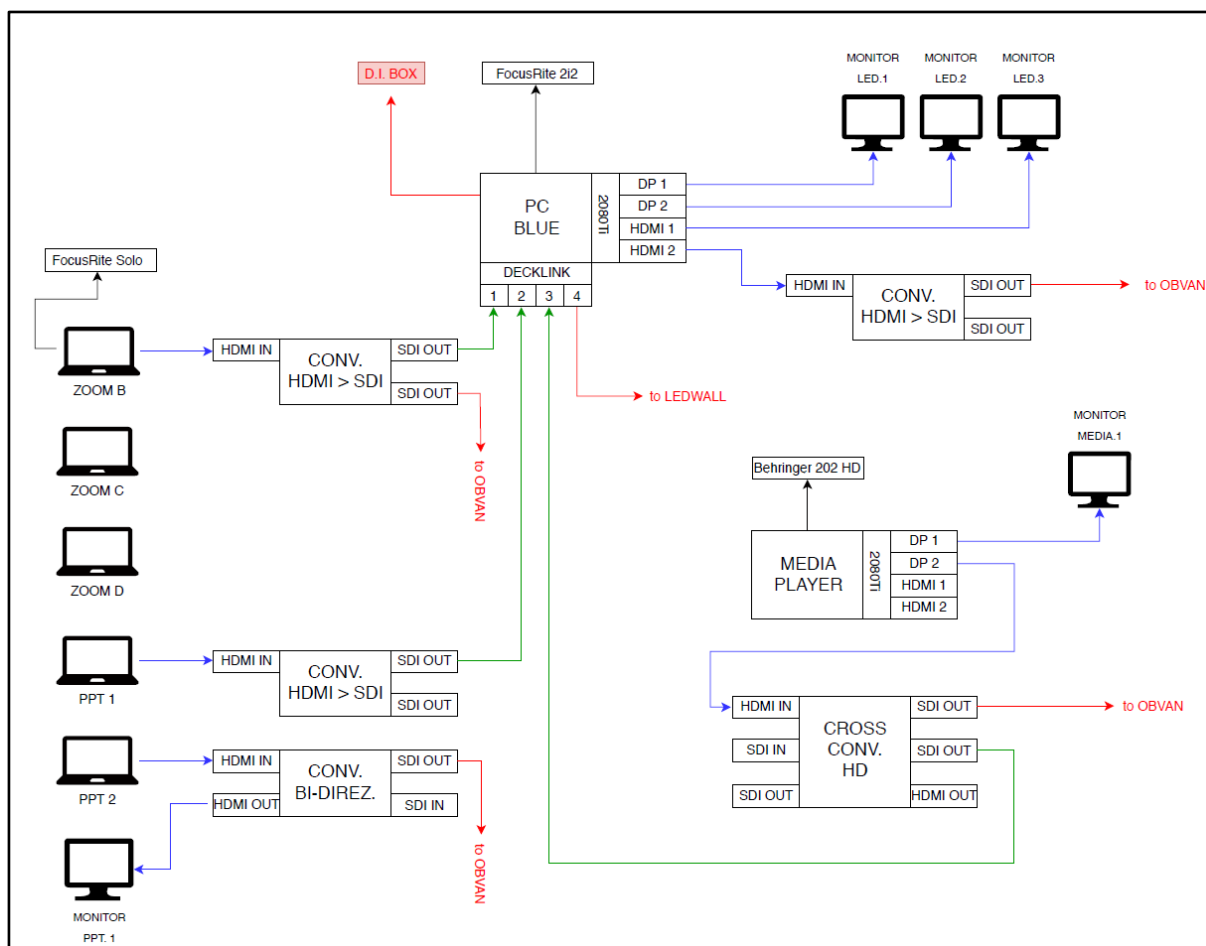 D.I. BOX
FocusRite 2i2
MONITOR
LED.1
MONITOR
LED.2
MONITOR
LED.3
PC
BLUE
2080Ti
DP 1
DP 2
HDMI 1
HDMI 2
DECKLINK
1
2
3
4
FocusRite Solo
HDMI IN
CONV.
HDMI > SDI
SDI OUT
SDI OUT
to OBVAN
ZOOM B
HDMI IN
CONV.
HDMI > SDI
SDI OUT
SDI OUT
to OBVAN
to LEDWALL
ZOOM C
ZOOM D
MONITOR
MEDIA.1
Behringer 202 HD
MEDIA
PLAYER
2080Ti
DP 1
DP 2
HDMI 1
HDMI 2
PPT 1
HDMI IN
CONV.
HDMI > SDI
SDI OUT
SDI OUT
HDMI IN
SDI IN
SDI OUT
CROSS
CONV.
HD
SDI OUT
SDI OUT
HDMI OUT
to OBVAN
PPT 2
HDMI IN
HDMI OUT
CONV.
BI-DIREZ.
SDI OUT
SDI IN
to OBVAN
MONITOR
PPT. 1